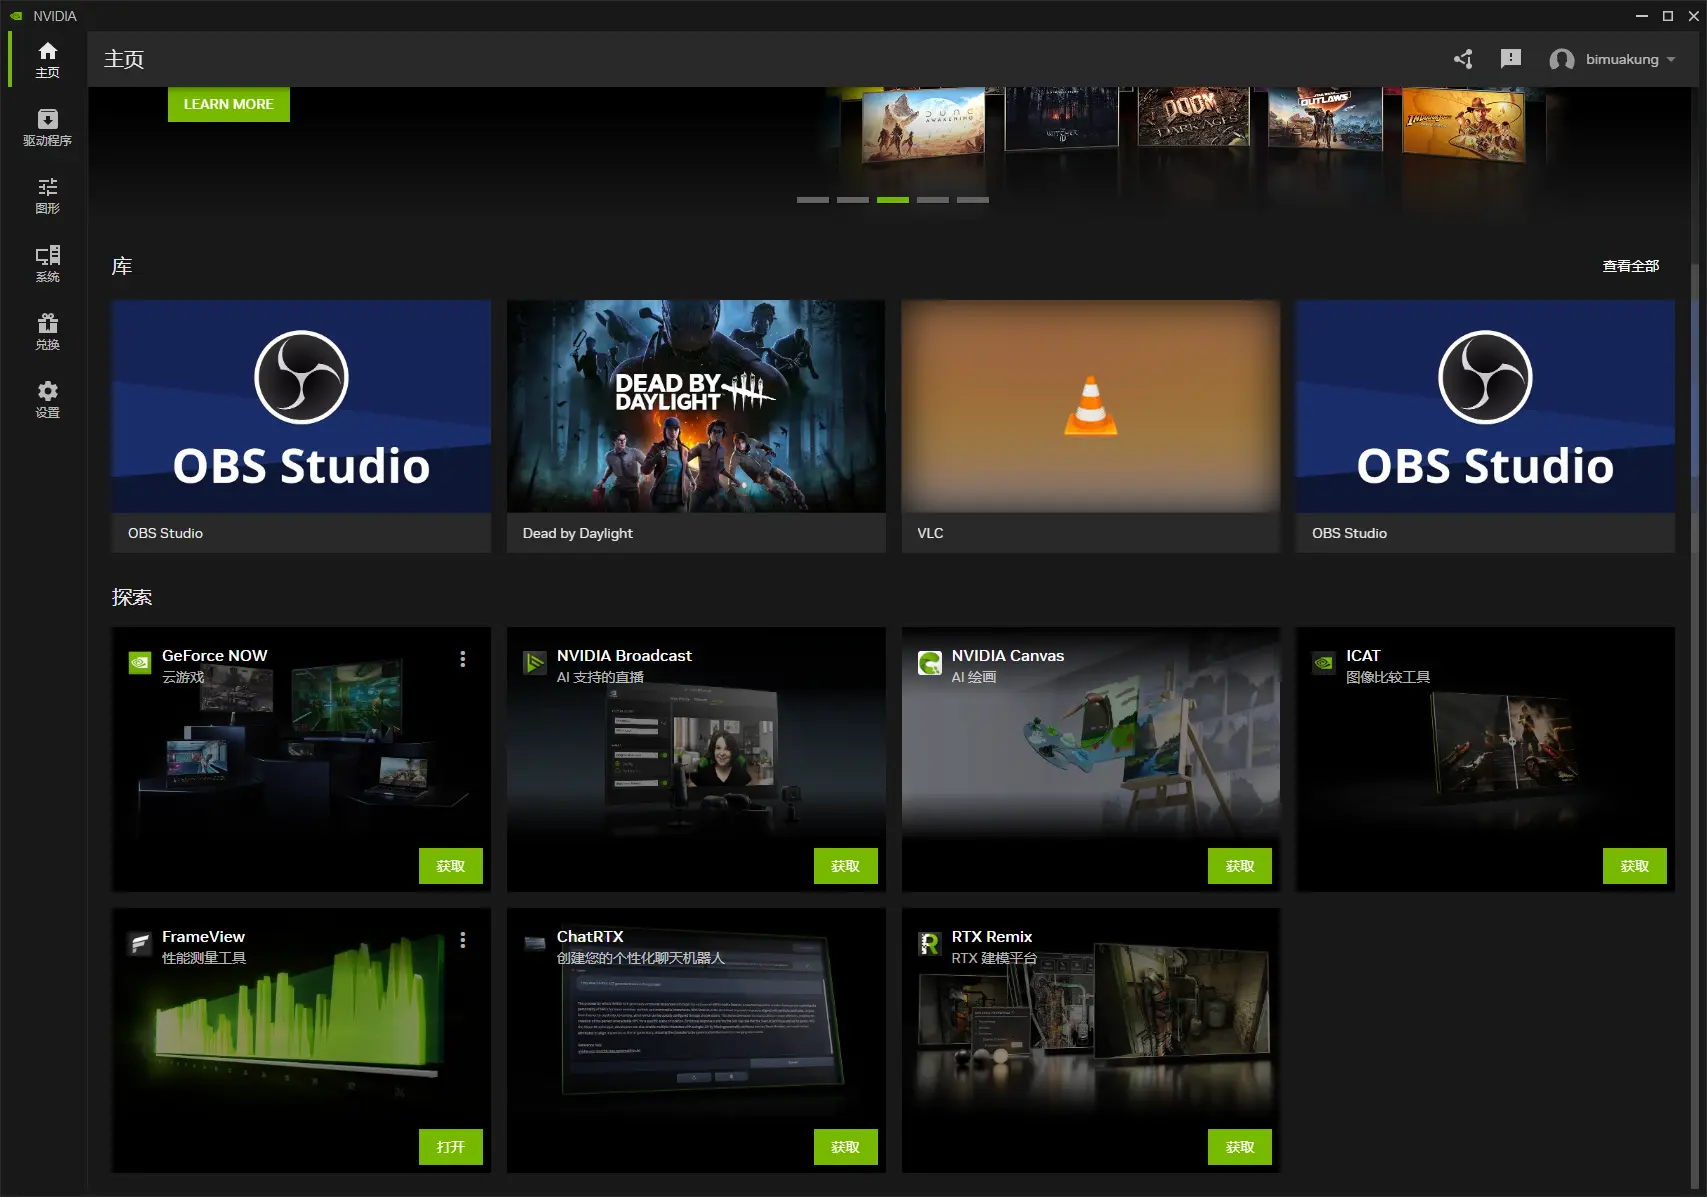 NVIDIA
主页
主页
bimuakung
驱动程序
图形
系统
兑换
设置
LEARN MORE
DUNE
AWAKENING
WITCHER
DOOM
DARK AGES
OUTLAWS
库
查看全部
OBS Studio
DEAD BY
DAYLIGHT
OBS Studio
OBS Studio
Dead by Daylight
VLC
OBS Studio
探索
GeForce NOW
云游戏
获取
NVIDIA Broadcast
AI 支持的直播
获取
NVIDIA Canvas
AI 绘画
获取
ICAT
图像比较工具
获取
FrameView
性能测量工具
打开
ChatRTX
创建您的个性化聊天机器人
获取
RTX Remix
RTX 建模平台
获取